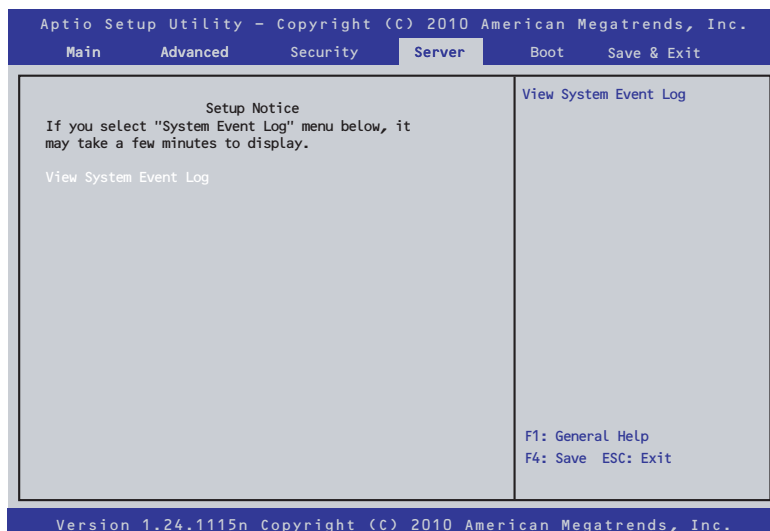 Aptio Setup Utility – Copyright (C) 2010 American Megatrends, Inc.
Main Advanced Security Server Boot Save & Exit
Setup Notice
If you select "System Event Log" menu below, it
may take a few minutes to display.
View System Event Log
View System Event Log
F1: General Help
F4: Save ESC: Exit
Version 1.24.1115n Copyright (C) 2010 American Megatrends, Inc.